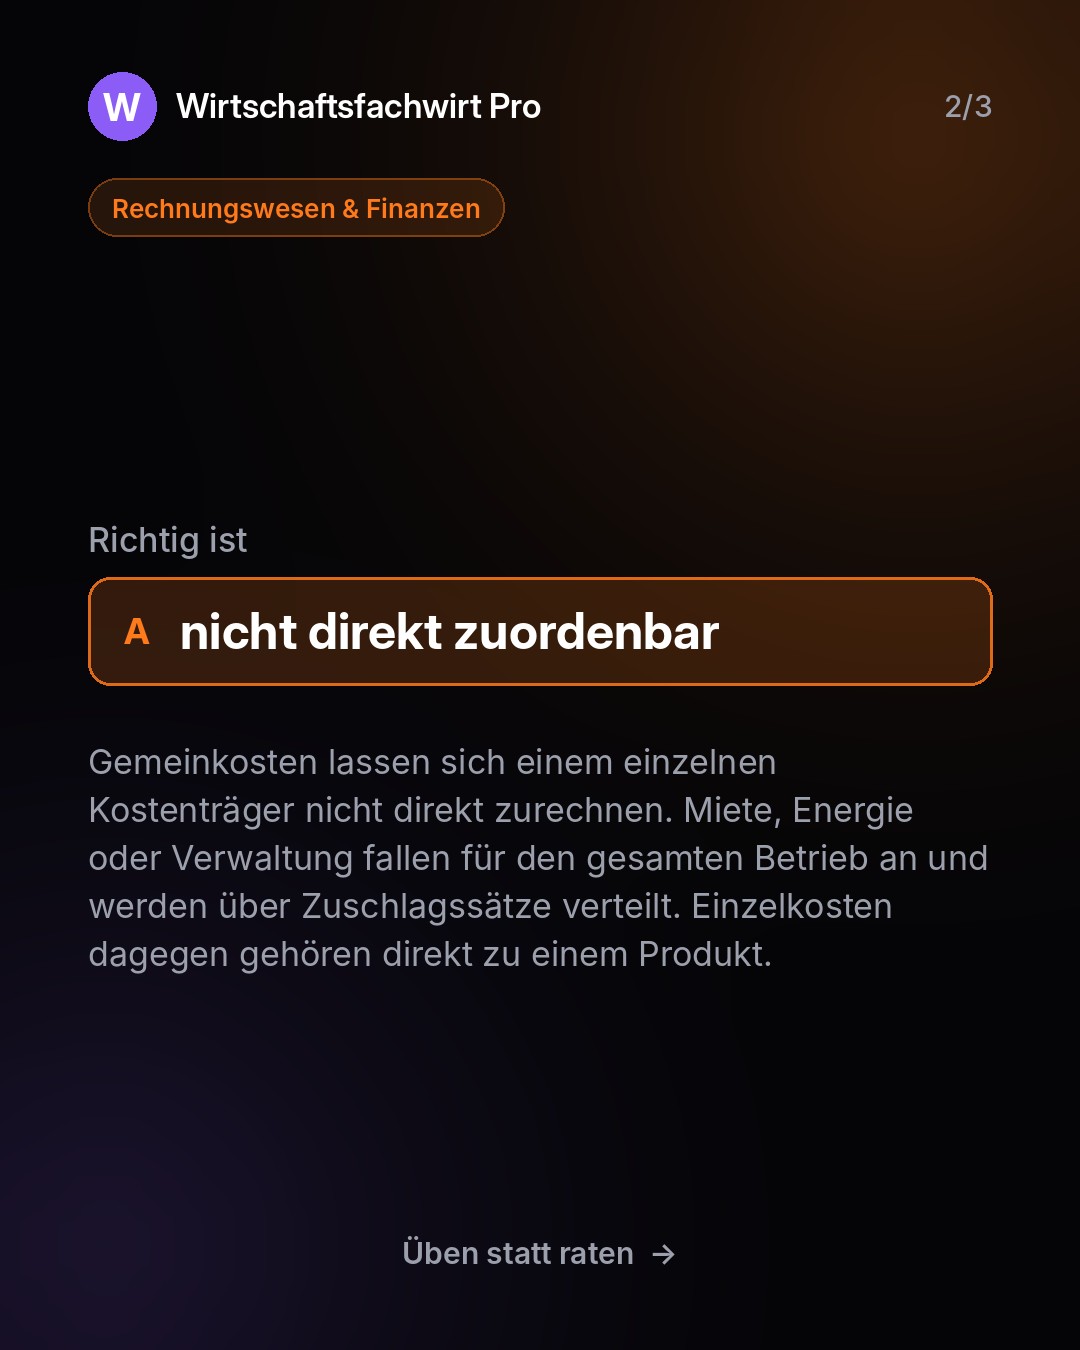 W Wirtschaftsfachwirt Pro 2/3
Rechnungswesen & Finanzen
Richtig ist
A nicht direkt zuordenbar
Gemeinkosten lassen sich einem einzelnen
Kostenträger nicht direkt zurechnen. Miete, Energie
oder Verwaltung fallen für den gesamten Betrieb an und
werden über Zuschlagssätze verteilt. Einzelkosten
dagegen gehören direkt zu einem Produkt.
Üben statt raten →